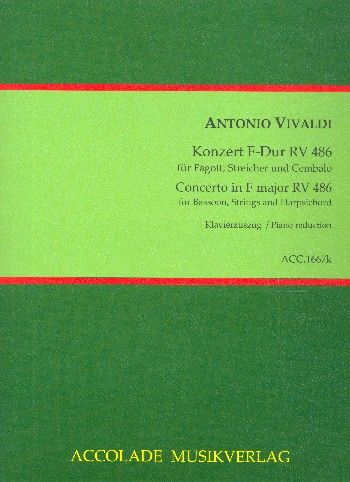 ANTONIO VIVALDI
Konzert F-Dur RV 486
für Fagott, Streicher und Cembalo
Concerto in F major RV 486
for Bassoon, Strings and Harpsichord
Klavierauszug / Piano reduction
ACC.1667k
ACCOLADE MUSIKVERLAG